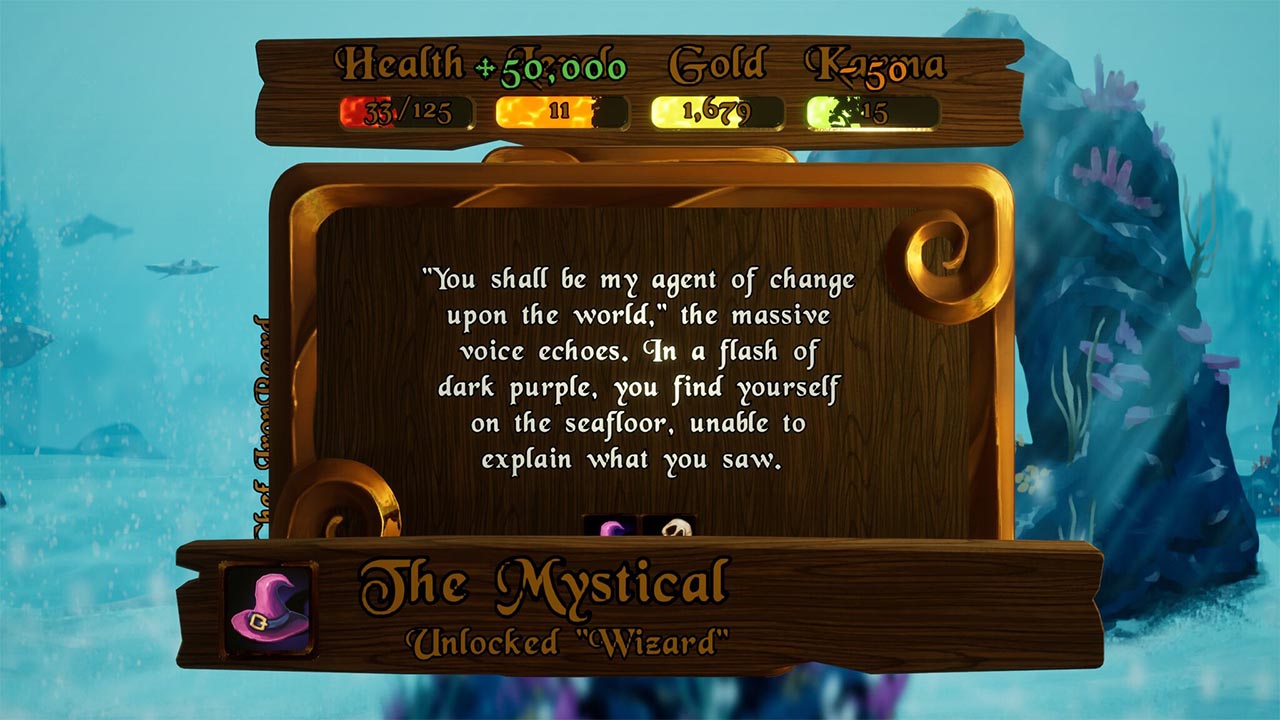 Health +50,000 Gold Karma -50
33/125 11 1,679 15
"You shall be my agent of change
upon the world," the massive
voice echoes. In a flash of
dark purple, you find yourself
on the seafloor, unable to
explain what you saw.
The Mystical
Unlocked "Wizard"